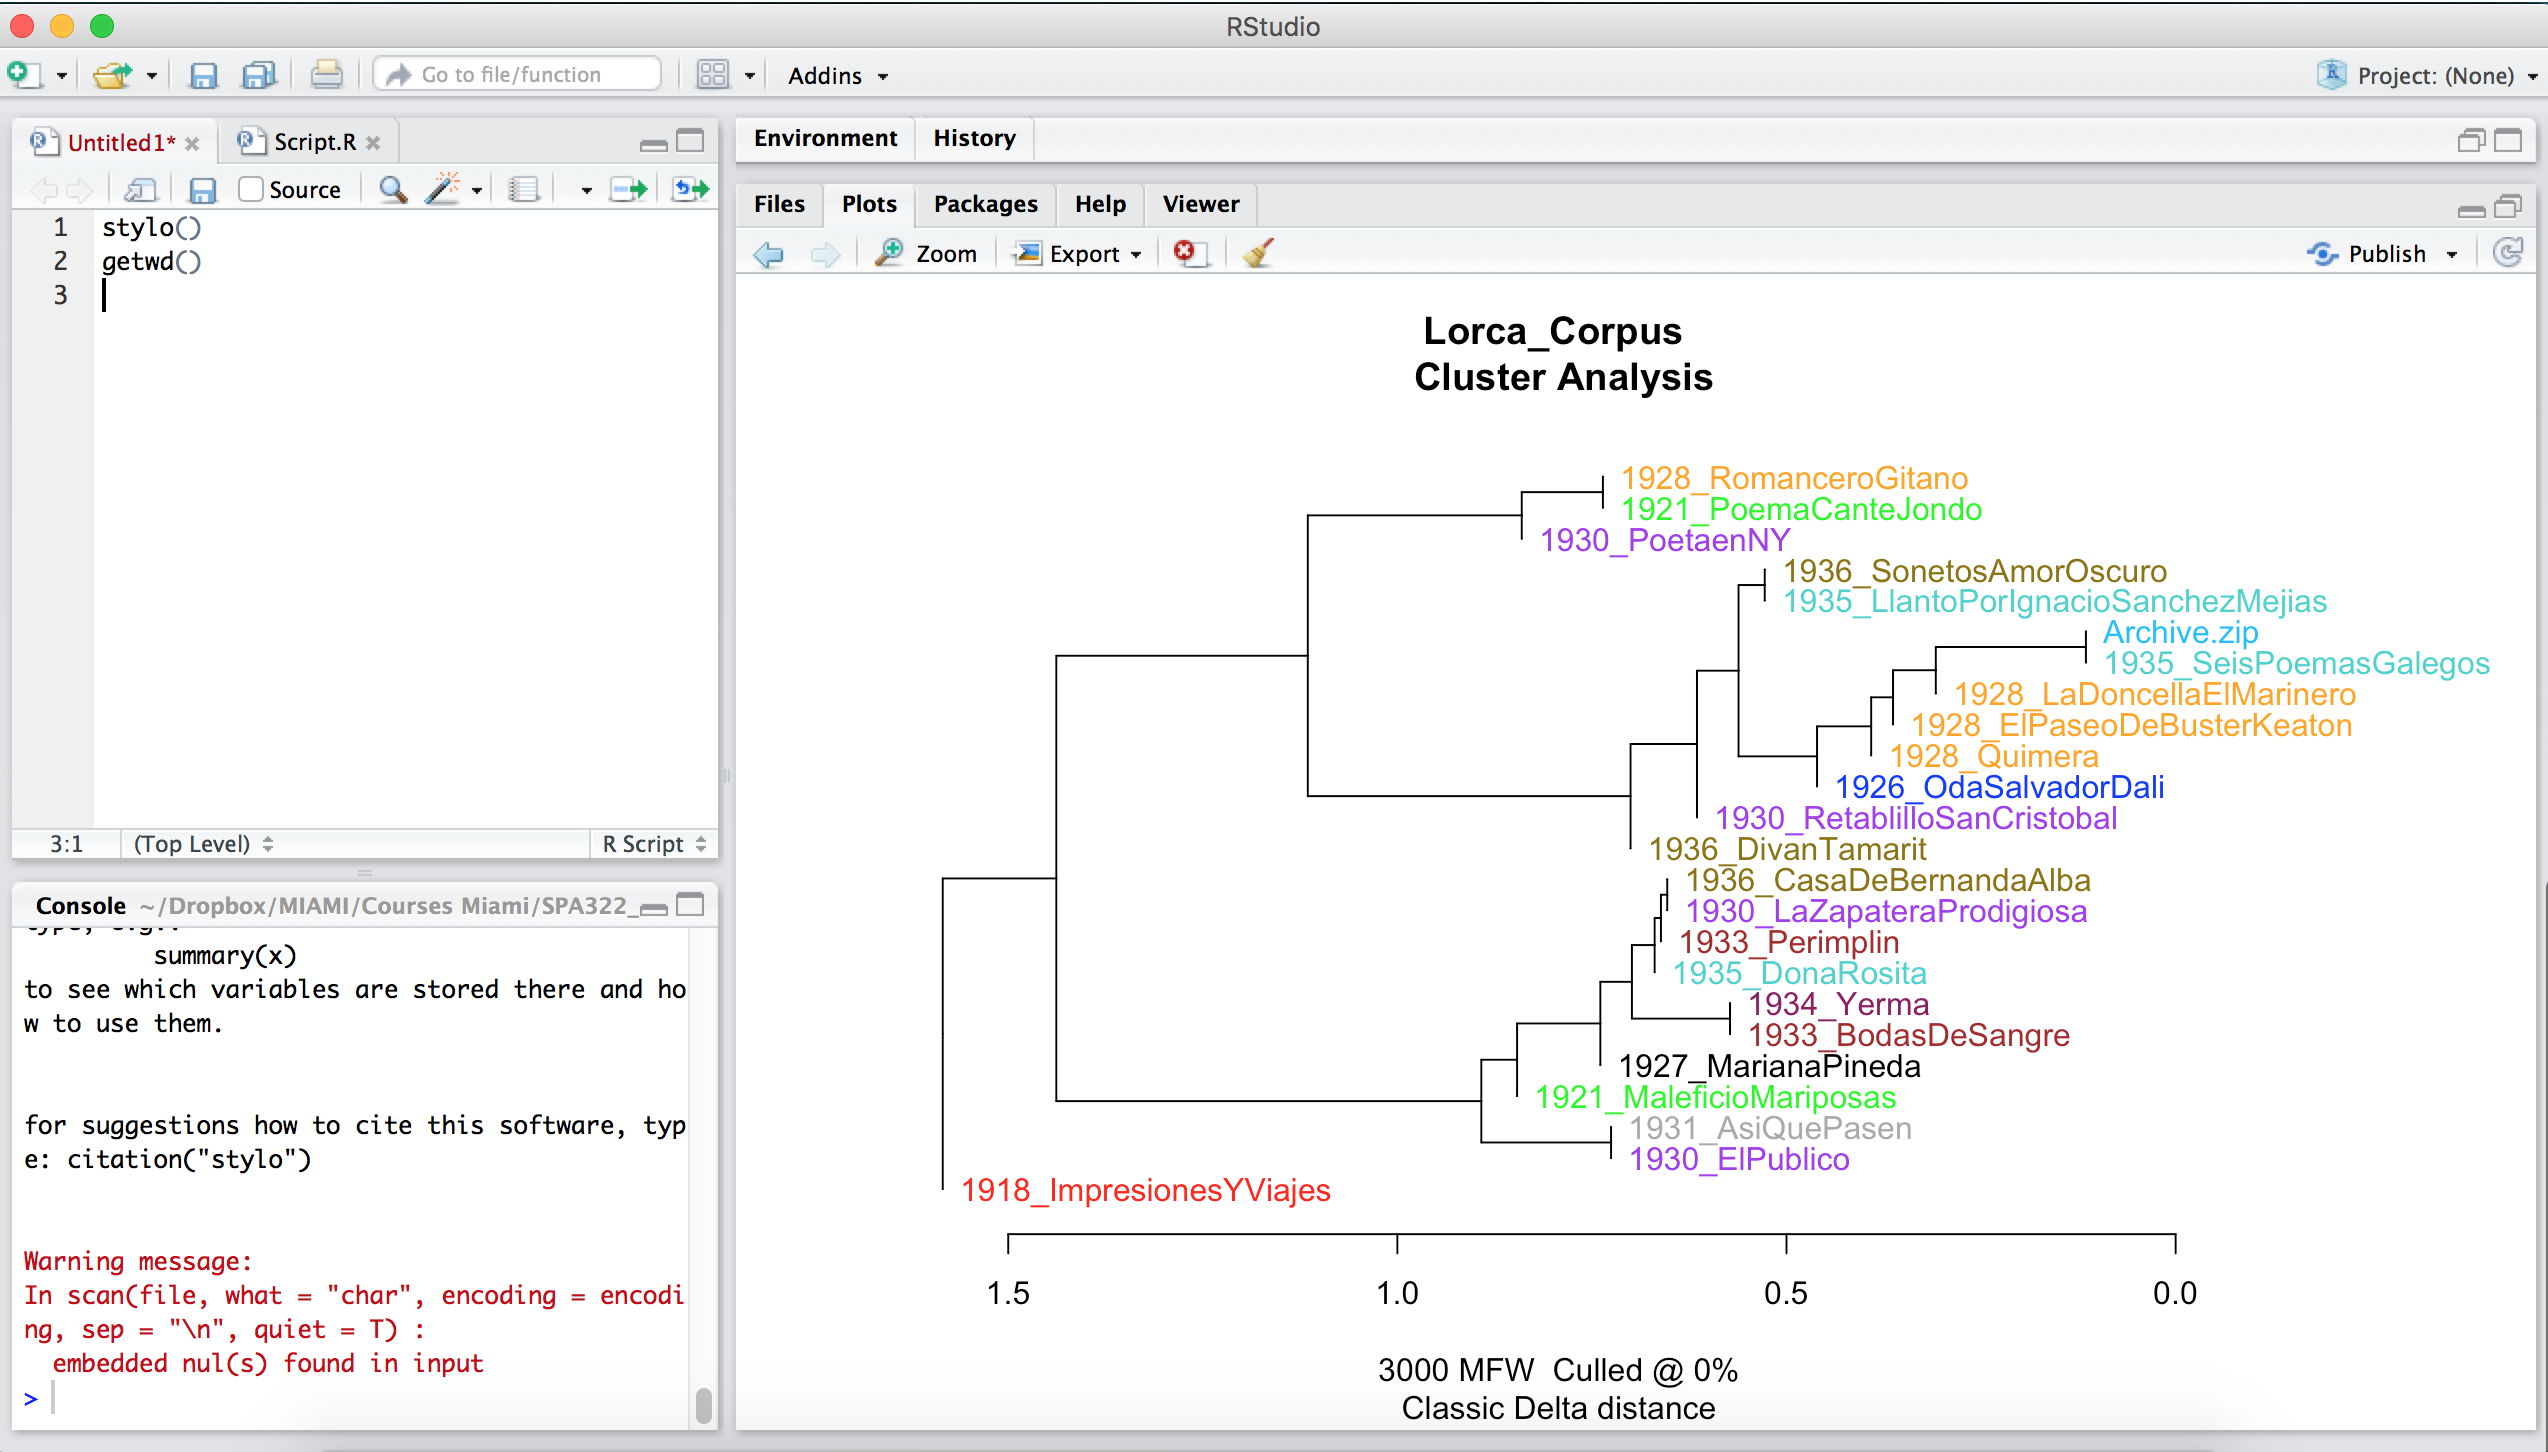 RStudio
Go to file/function
Addins
Project: (None)
Untitled1*
Script.R
Source
1 stylo()
2 getwd()
3
3:1 (Top Level) R Script
Console ~/Dropbox/MIAMI/Courses Miami/SPA322_
summary(x)
to see which variables are stored there and ho
w to use them.
for suggestions how to cite this software, typ
e: citation("stylo")
Warning message:
In scan(file, what = "char", encoding = encodi
ng, sep = "\n", quiet = T) :
embedded nul(s) found in input
>
Environment History
Files Plots Packages Help Viewer
Zoom Export Publish
Lorca_Corpus
Cluster Analysis
1928_RomanceroGitano
1921_PoemaCanteJondo
1930_PoetaenNY
1936_SonetosAmorOscuro
1935_LlantoPorIgnacioSanchezMejias
Archive.zip
1935_SeisPoemasGalegos
1928_LaDoncellaElMarinero
1928_ElPaseoDeBusterKeaton
1928_Quimera
1926_OdaSalvadorDali
1930_RetablilloSanCristobal
1936_DivanTamarit
1936_CasaDeBernandaAlba
1930_LaZapateraProdigiosa
1933_Perimplin
1935_DonaRosita
1934_Yerma
1933_BodasDeSangre
1927_MarianaPineda
1921_MaleficioMariposas
1931_AsiQuePasen
1930_ElPublico
1918_ImpresionesYViajes
1.5 1.0 0.5 0.0
3000 MFW Culled @ 0%
Classic Delta distance